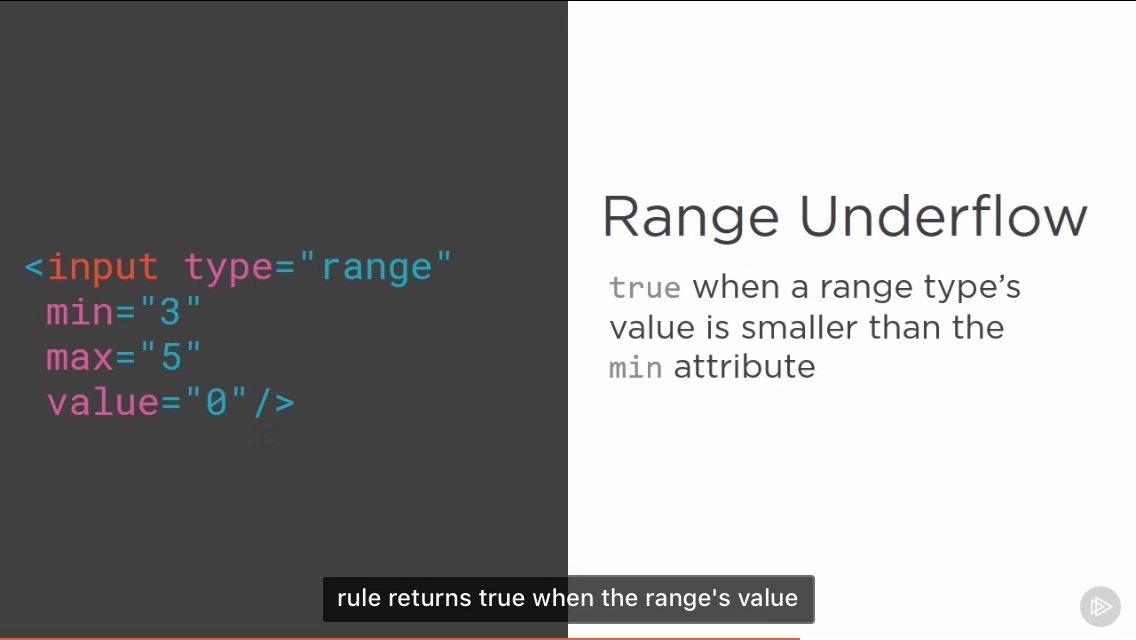 <input type="range"
min="3"
max="5"
value="0"/>
Range Underflow
true when a range type’s
value is smaller than the
min attribute
rule returns true when the range's value